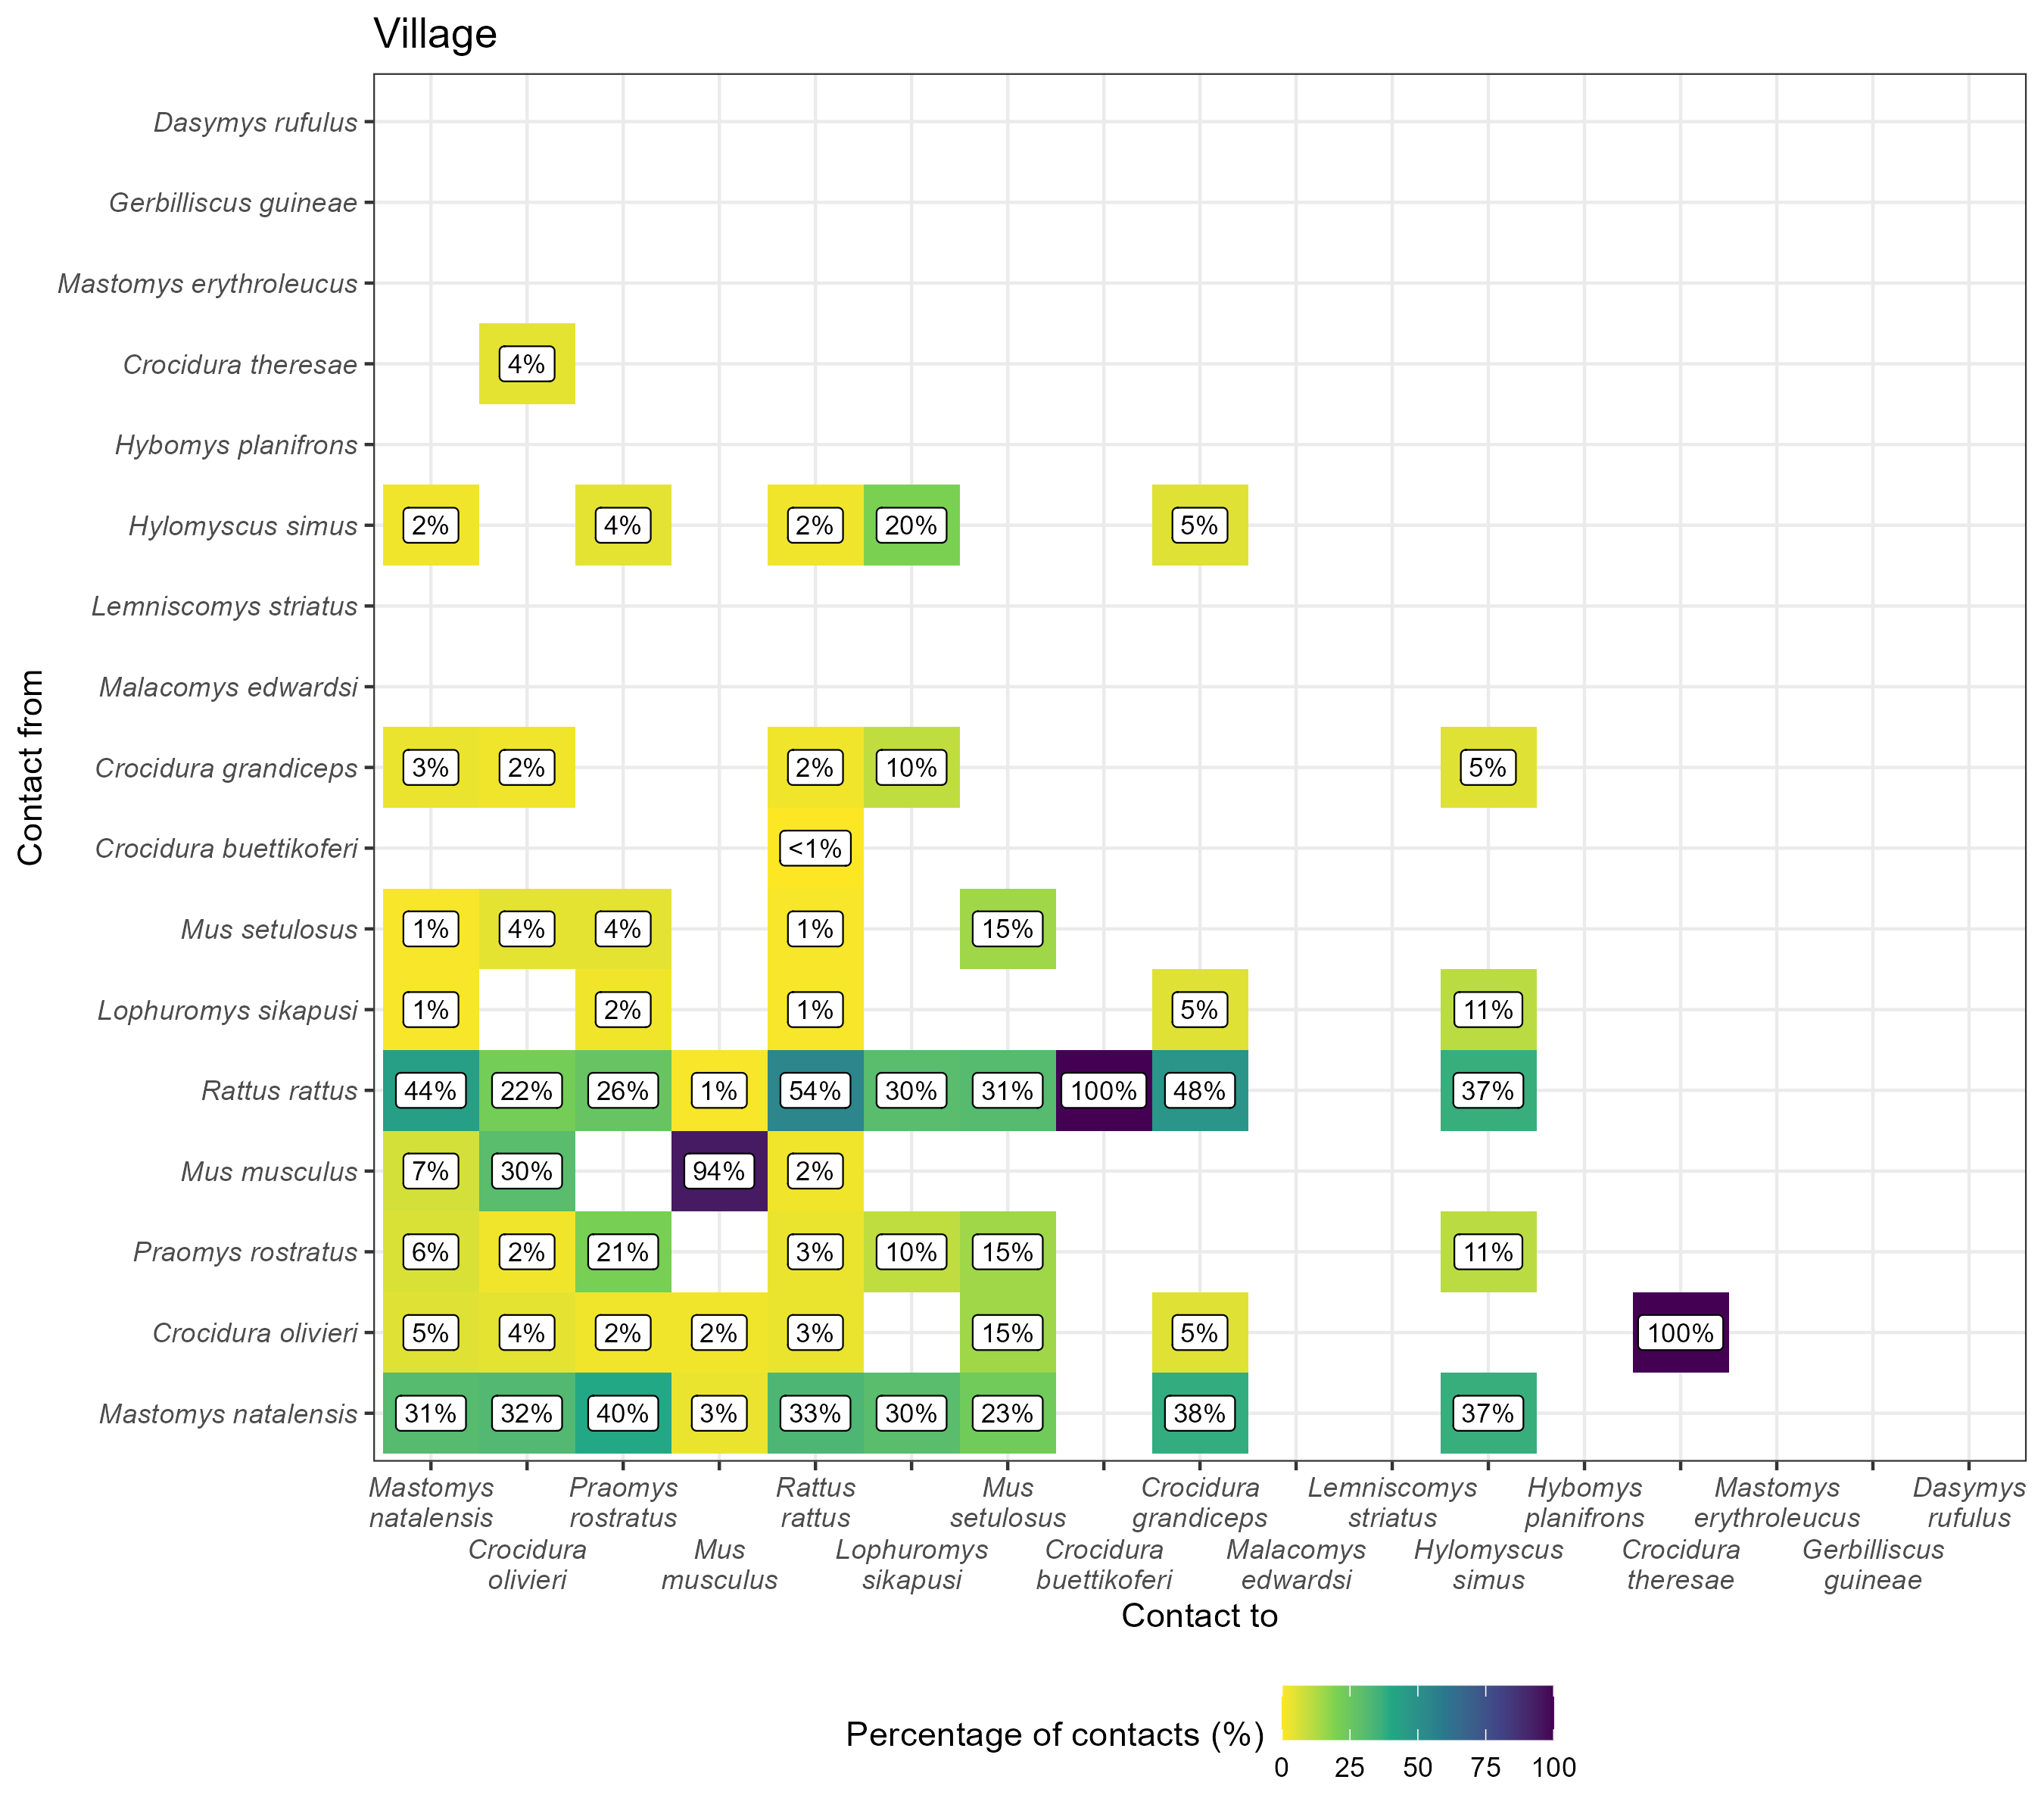 Village
Dasymys rufulus
Gerbilliscus guineae
Mastomys erythroleucus
Crocidura theresae
4%
Hybomys planifrons
Hylomyscus simus
2% 4% 2% 20% 5%
Lemniscomys striatus
Malacomys edwardsi
Contact from
Crocidura grandiceps
3% 2% 2% 10% 5%
Crocidura buettikoferi
<1%
Mus setulosus
1% 4% 4% 1% 15%
Lophuromys sikapusi
1% 2% 1% 5% 11%
Rattus rattus
44% 22% 26% 1% 54% 30% 31% 100% 48% 37%
Mus musculus
7% 30% 94% 2%
Praomys rostratus
6% 2% 21% 3% 10% 15% 11%
Crocidura olivieri
5% 4% 2% 2% 3% 15% 5% 100%
Mastomys natalensis
31% 32% 40% 3% 33% 30% 23% 38% 37%
Mastomys Praomys Rattus Mus Crocidura Lemniscomys Hybomys Mastomys Dasymys
natalensis rostratus rattus setulosus grandiceps striatus planifrons erythroleucus rufulus
Crocidura Mus Lophuromys Crocidura Malacomys Hylomyscus Crocidura Gerbilliscus
olivieri musculus sikapusi buettikoferi edwardsi simus theresae guineae
Contact to
Percentage of contacts (%)
0 25 50 75 100